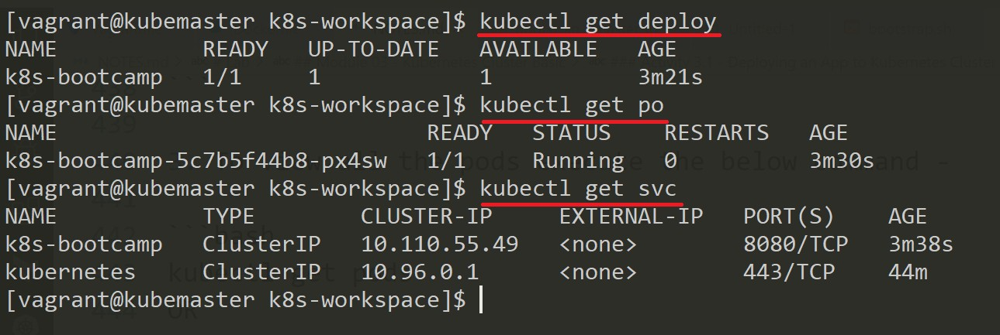 [vagrant@kubemaster k8s-workspace]$ kubectl get deploy
NAME READY UP-TO-DATE AVAILABLE AGE
k8s-bootcamp 1/1 1 1 3m21s
[vagrant@kubemaster k8s-workspace]$ kubectl get po
NAME READY STATUS RESTARTS AGE
k8s-bootcamp-5c7b5f44b8-px4sw 1/1 Running 0 3m30s
[vagrant@kubemaster k8s-workspace]$ kubectl get svc
NAME TYPE CLUSTER-IP EXTERNAL-IP PORT(S) AGE
k8s-bootcamp ClusterIP 10.110.55.49 <none> 8080/TCP 3m38s
kubernetes ClusterIP 10.96.0.1 <none> 443/TCP 44m
[vagrant@kubemaster k8s-workspace]$